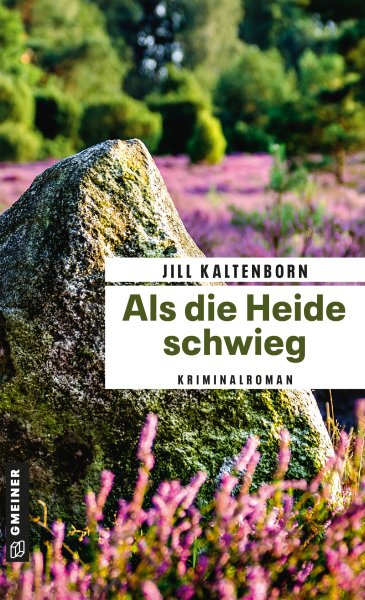 JILL KALTENBORN
Als die Heide
schwieg
KRIMINALROMAN
GMEINER